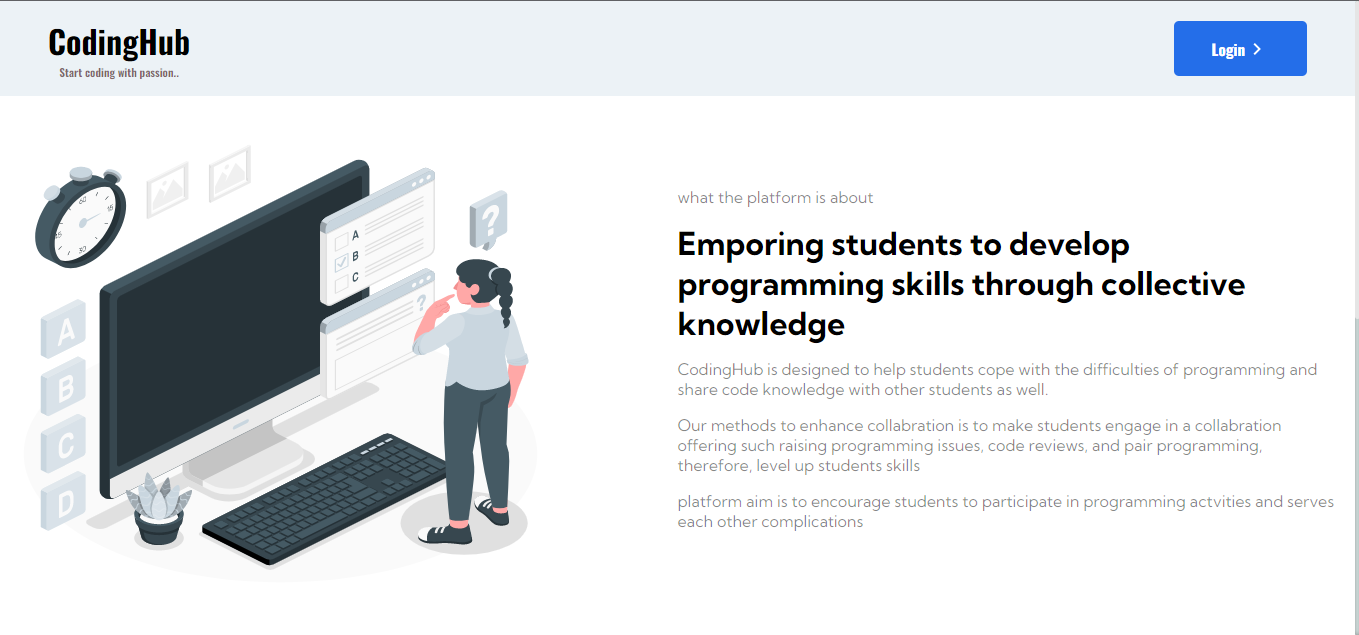 CodingHub
Start coding with passion..
Login
60
15
30
45
A
B
C
?
?
A
B
C
D
what the platform is about
Emporing students to develop
programming skills through collective
knowledge
CodingHub is designed to help students cope with the difficulties of programming and
share code knowledge with other students as well.
Our methods to enhance collabration is to make students engage in a collabration
offering such raising programming issues, code reviews, and pair programming,
therefore, level up students skills
platform aim is to encourage students to participate in programming actvities and serves
each other complications